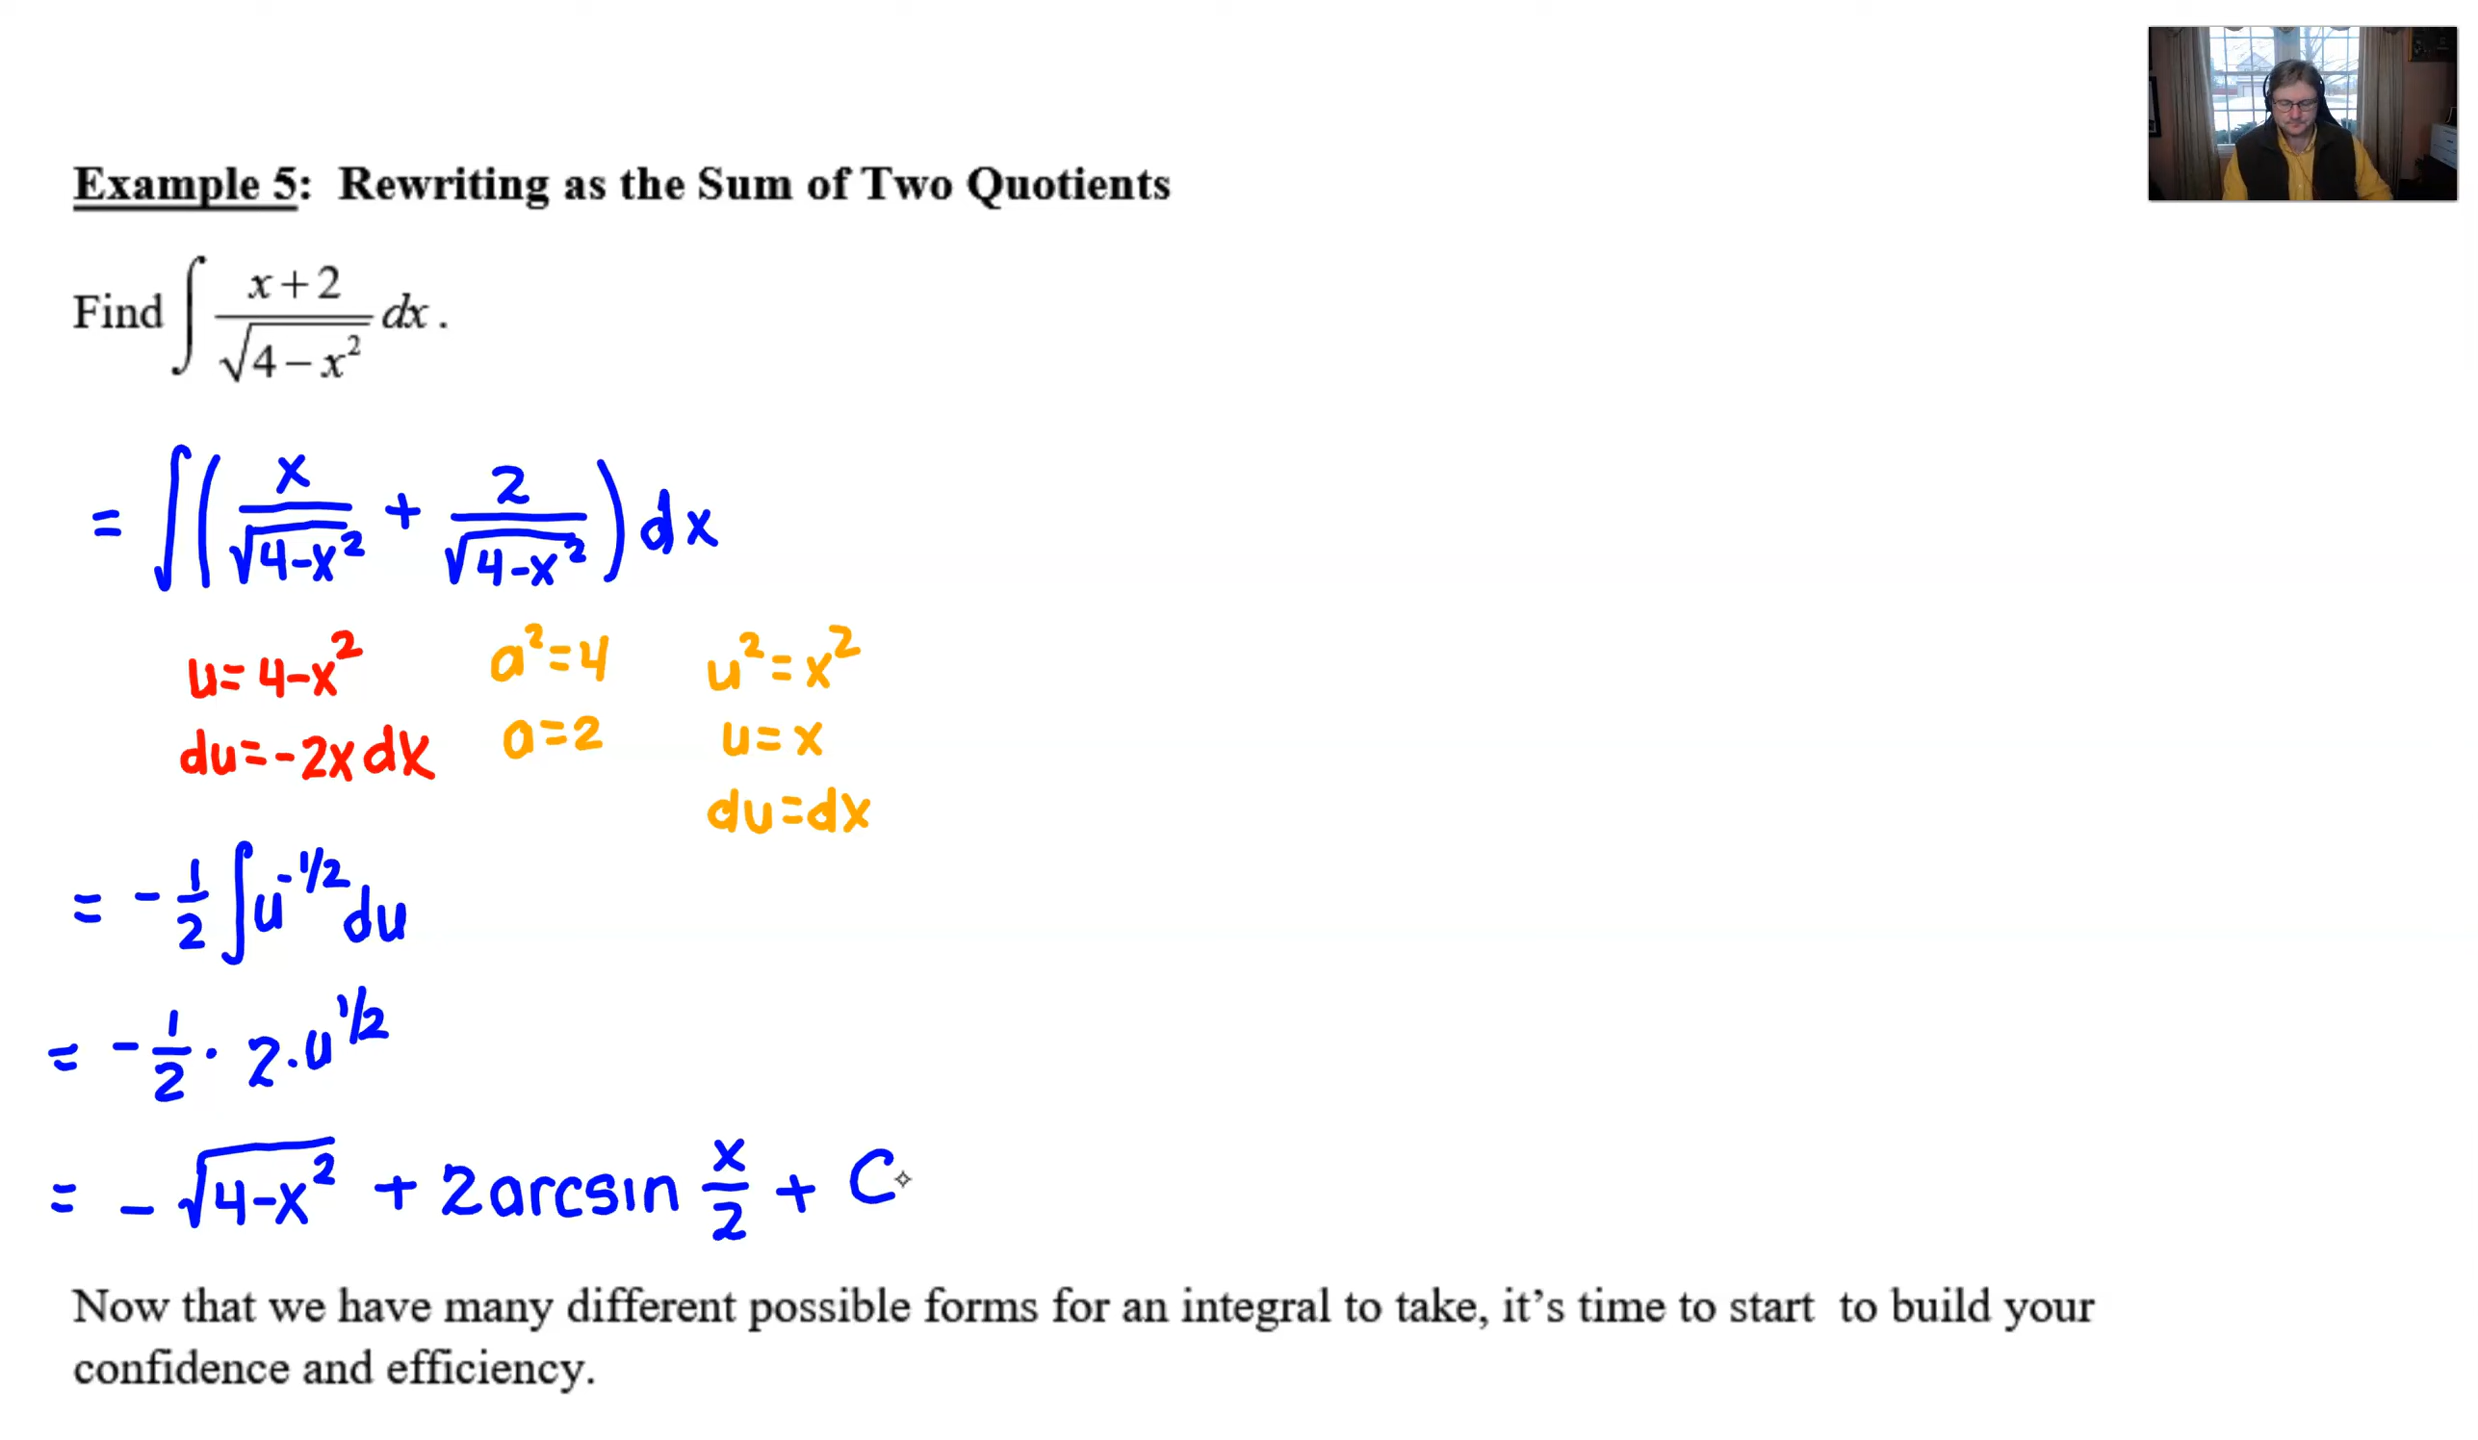 Example 5: Rewriting as the Sum of Two Quotients
Find ∫ (x+2)/√(4−x²) dx.
= ∫( x/√(4-x²) + 2/√(4-x²) ) dx
u=4-x² a²=4 u²=x²
du=-2x dx a=2 u=x
du=dx
= -1/2 ∫u^(-1/2) du
= -1/2 · 2·u^(1/2)
= -√(4-x²) + 2arcsin x/2 + C
Now that we have many different possible forms for an integral to take, it's time to start to build your
confidence and efficiency.